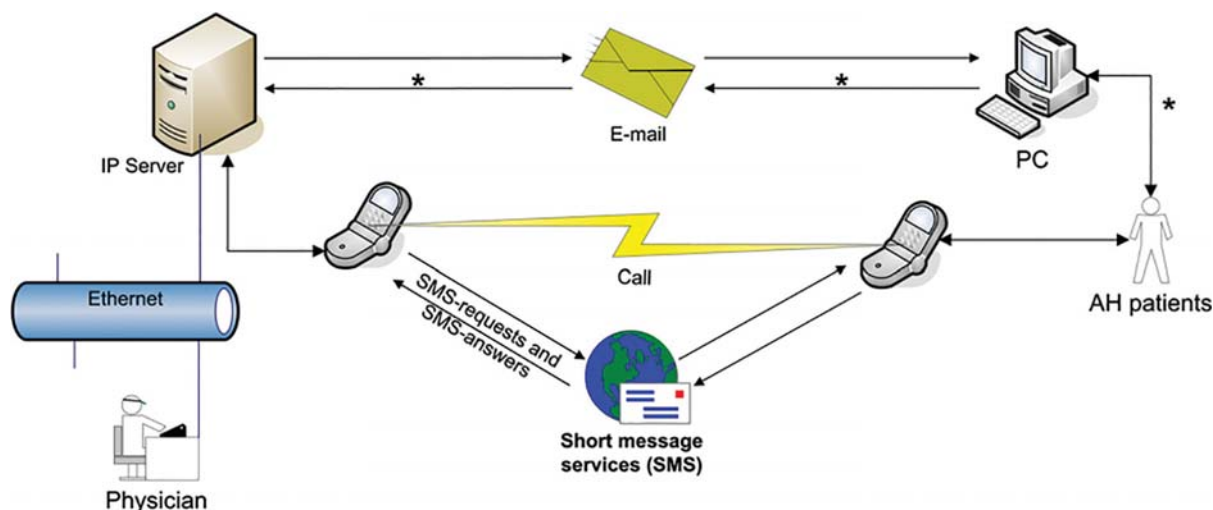 IP Server
*
E-mail
*
PC
*
Call
Ethernet
SMS-requests and
SMS-answers
AH patients
Short message
services (SMS)
Physician